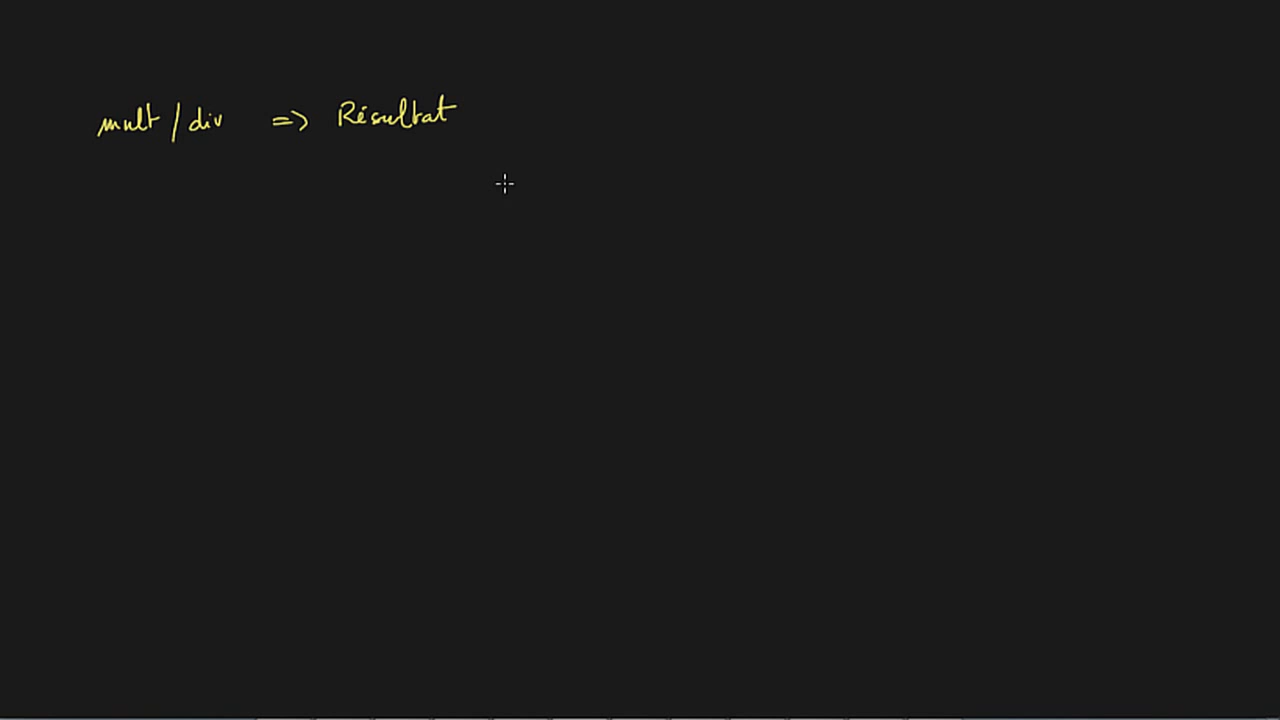 mult / div => Résultat